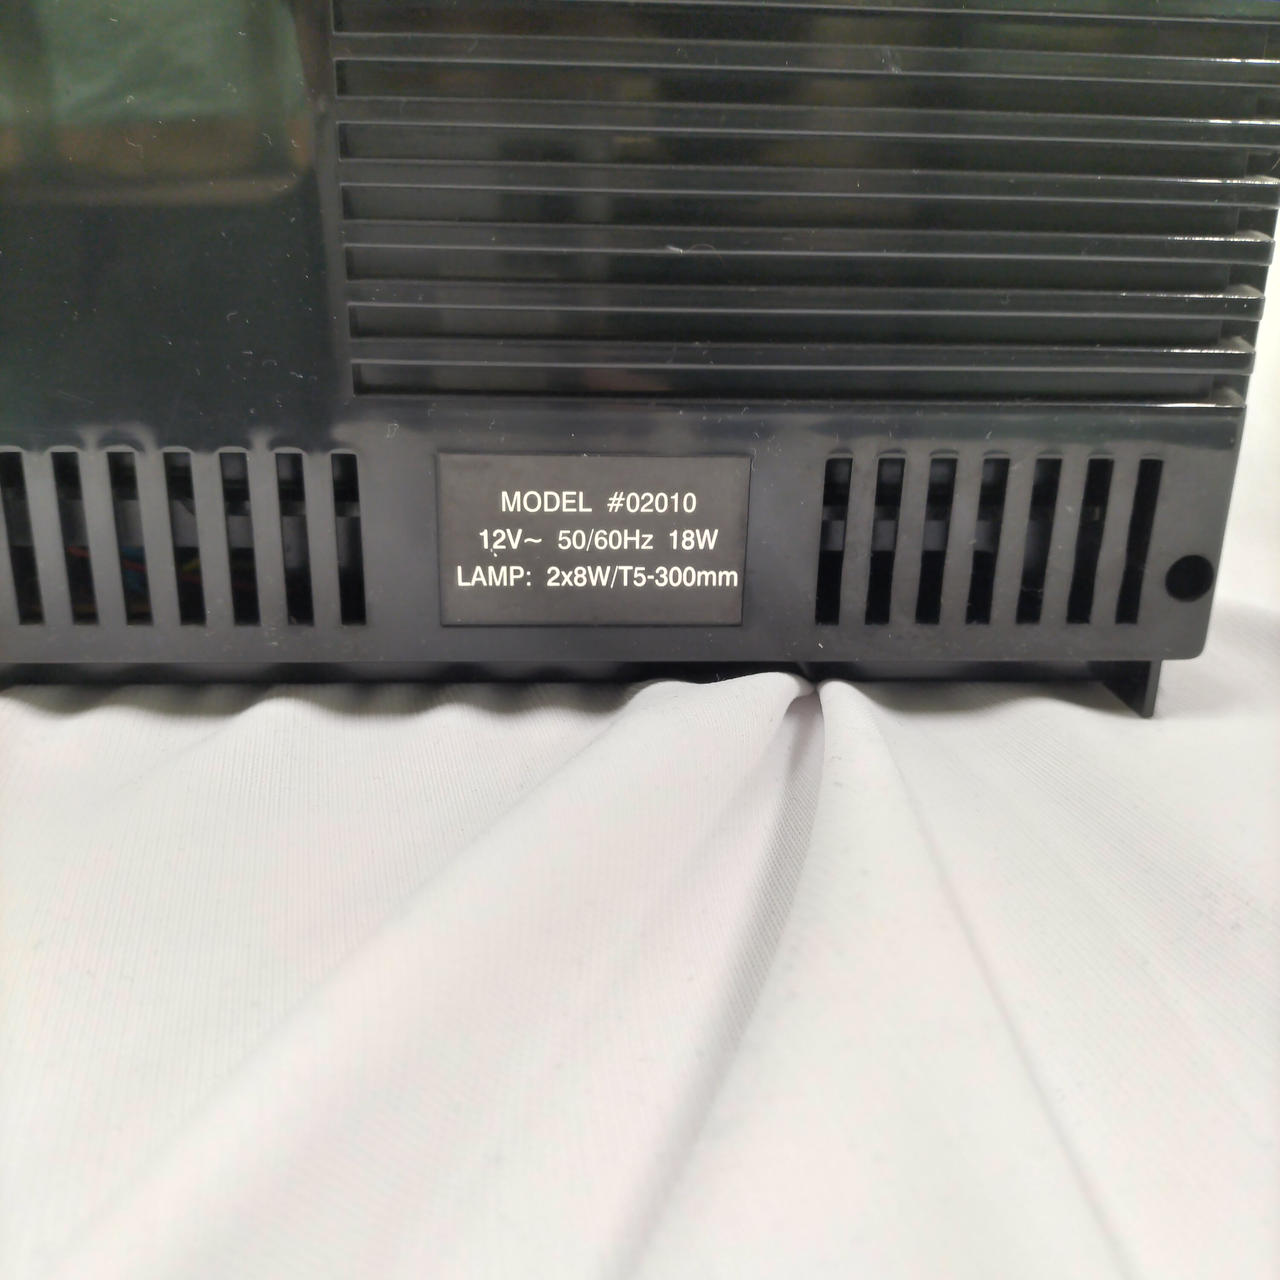 MODEL #02010
12V~ 50/60Hz 18W
LAMP: 2x8W/T5-300mm